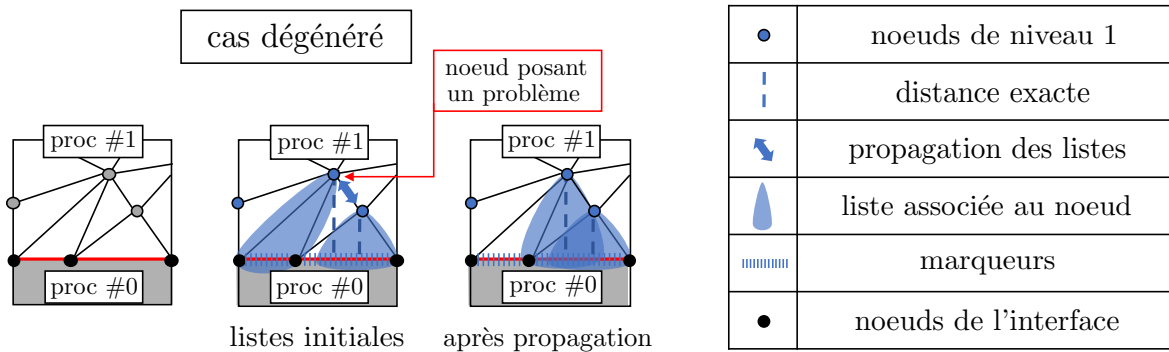 cas dégénéré
noeud posant
un problème
proc #1
proc #1
proc #1
proc #0
proc #0
proc #0
listes initiales
après propagation
noeuds de niveau 1
distance exacte
propagation des listes
liste associée au noeud
marqueurs
noeuds de l'interface